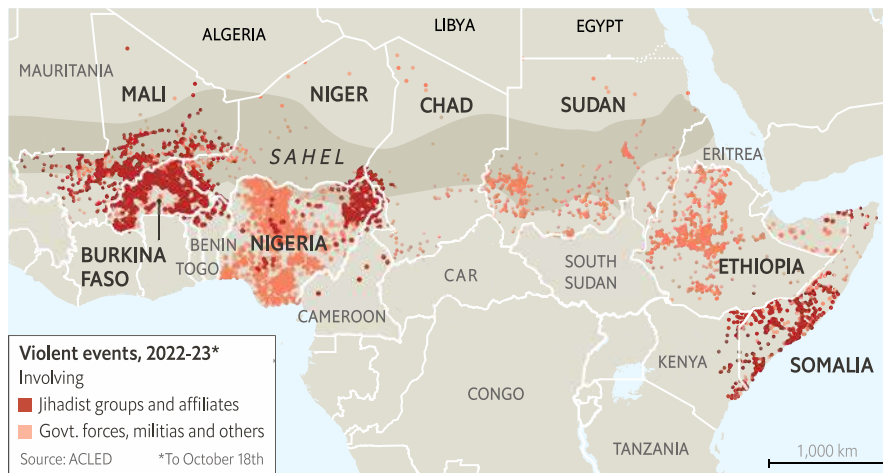 ALGERIA
LIBYA
EGYPT
MAURITANIA
MALI
NIGER
CHAD
SUDAN
SAHEL
ERITREA
BURKINA
FASO
BENIN
TOGO
NIGERIA
CAMEROON
CAR
SOUTH
SUDAN
ETHIOPIA
SOMALIA
KENYA
CONGO
TANZANIA
Violent events, 2022-23*
Involving
Jihadist groups and affiliates
Govt. forces, militias and others
Source: ACLED *To October 18th
1,000 km